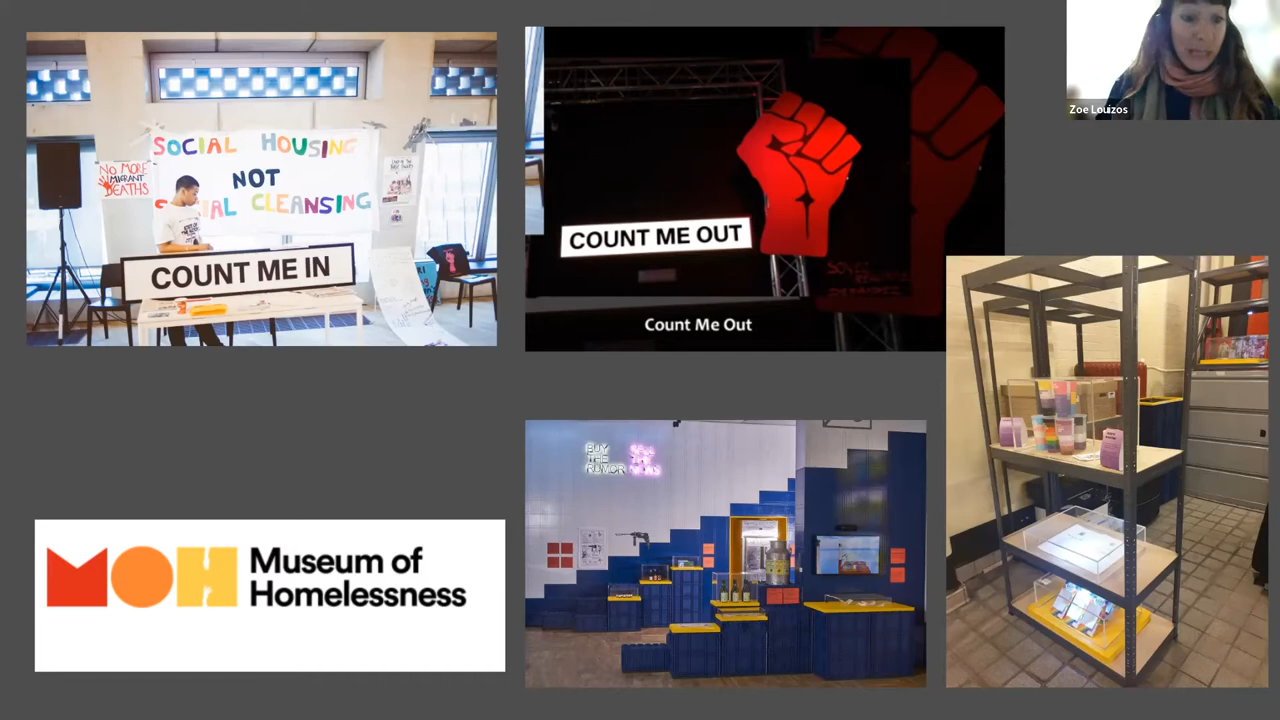 SOCIAL HOUSING
NOT
SOCIAL CLEANSING
NO MORE
MIGRANT
DEATHS
COUNT ME IN
COUNT ME OUT
Count Me Out
Zoe Louizos
BUY
THE
RUMOR
MOH
Museum of
Homelessness